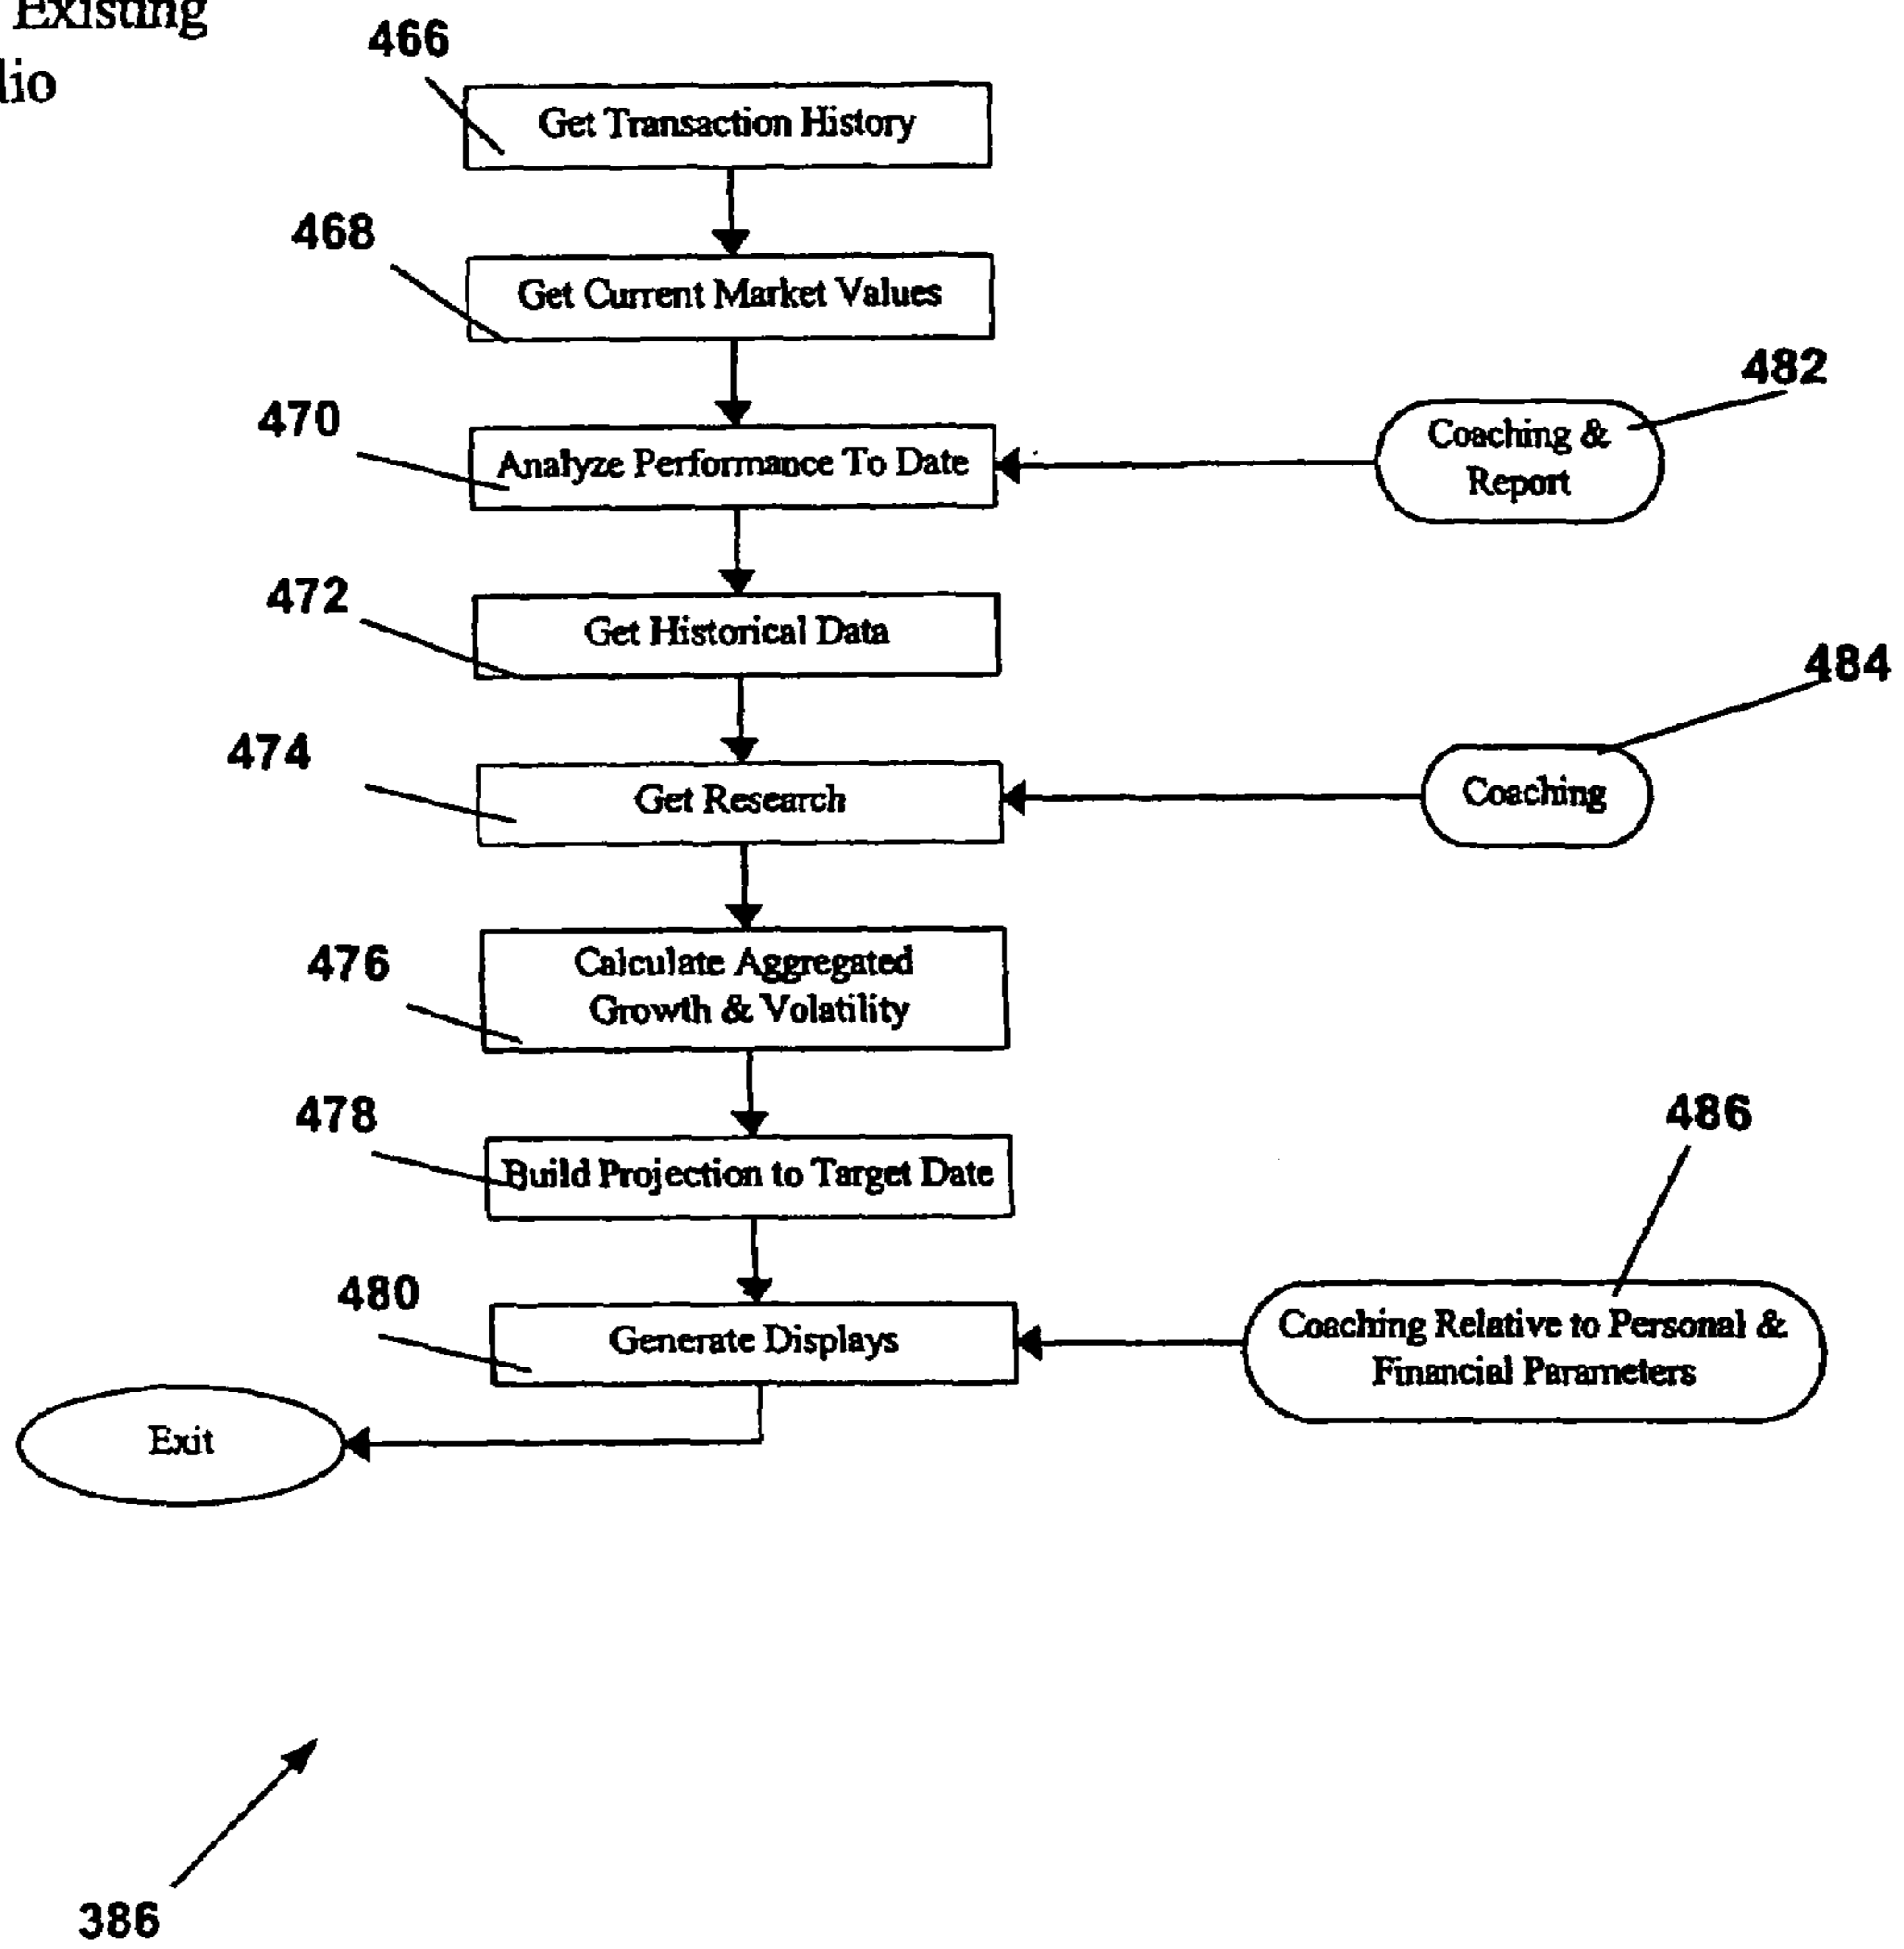 Existing
lio
466
Get Transaction History
468
Get Current Market Values
470
Analyze Performance To Date
482
Coaching &
Report
472
Get Historical Data
474
Get Research
484
Coaching
476
Calculate Aggregated
Growth & Volatility
478
Build Projection to Target Date
486
480
Generate Displays
Coaching Relative to Personal &
Financial Parameters
Exit
386